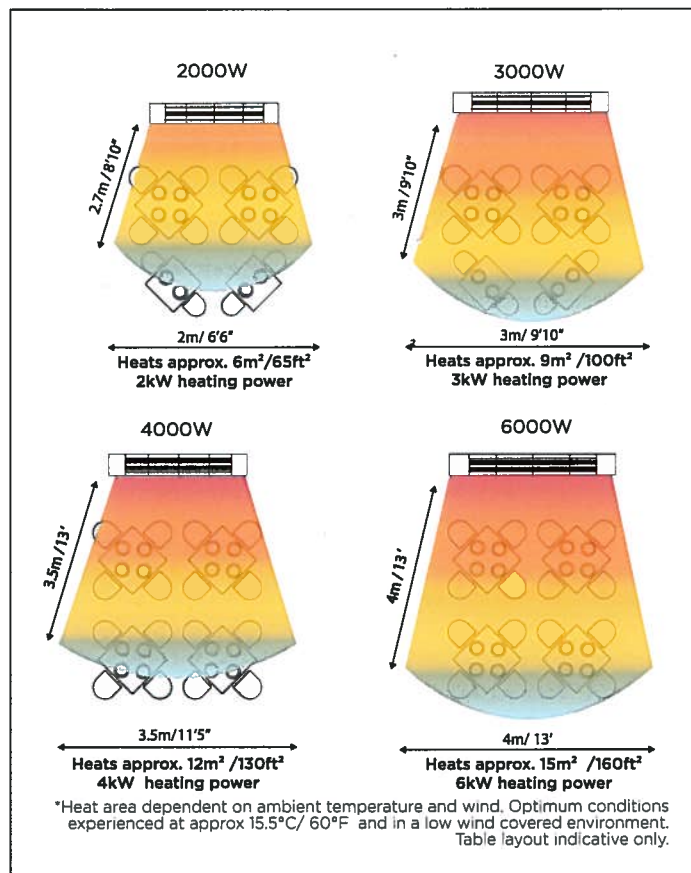 2000W
3000W
2.7m / 8'10"
3m / 9'10"
2m/ 6'6"
3m/ 9'10"
Heats approx. 6m²/65ft²
2kW heating power
²
Heats approx. 9m² /100ft²
3kW heating power
4000W
6000W
3.5m /13'
4m / 13'
3.5m/11'5"
4m/ 13'
Heats approx. 12m² /130ft²
4kW heating power
Heats approx. 15m² /160ft²
6kW heating power
*Heat area dependent on ambient temperature and wind. Optimum conditions
experienced at approx 15.5°C/ 60°F and in a low wind covered environment.
Table layout indicative only.